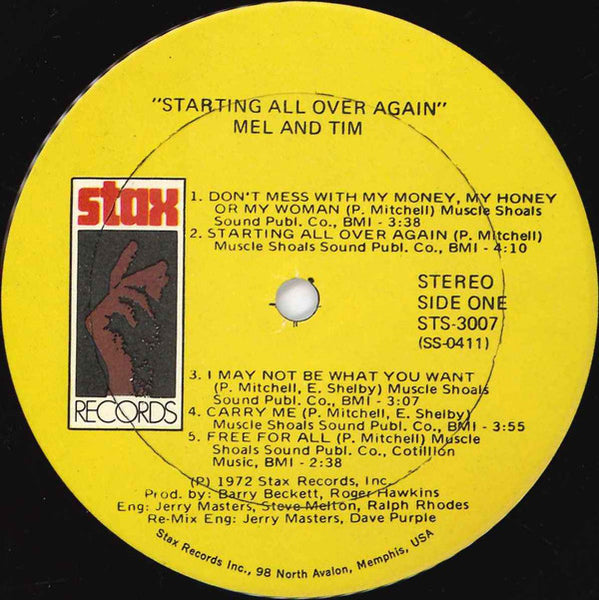 "STARTING ALL OVER AGAIN"
MEL AND TIM
stax
RECORDS
1. DON'T MESS WITH MY MONEY, MY HONEY
OR MY WOMAN (P. Mitchell) Muscle Shoals
Sound Publ. Co., BMI - 3:38
2. STARTING ALL OVER AGAIN (P. Mitchell)
Muscle Shoals Sound Publ. Co., BMI - 4:10
STEREO
SIDE ONE
STS-3007
(SS-0411)
3. I MAY NOT BE WHAT YOU WANT
(P. Mitchell, E. Shelby) Muscle Shoals
Sound Publ. Co., BMI - 3:07
4. CARRY ME (P. Mitchell, E. Shelby)
Muscle Shoals Sound Publ. Co., BMI - 3:55
5. FREE FOR ALL (P. Mitchell) Muscle
Shoals Sound Publ. Co., Cotillion
Music, BMI - 2:38
(P) 1972 Stax Records, Inc.
Prod. by: Barry Beckett, Roger Hawkins
Eng: Jerry Masters, Steve Melton, Ralph Rhodes
Re-Mix Eng: Jerry Masters, Dave Purple
Stax Records Inc., 98 North Avalon, Memphis, USA